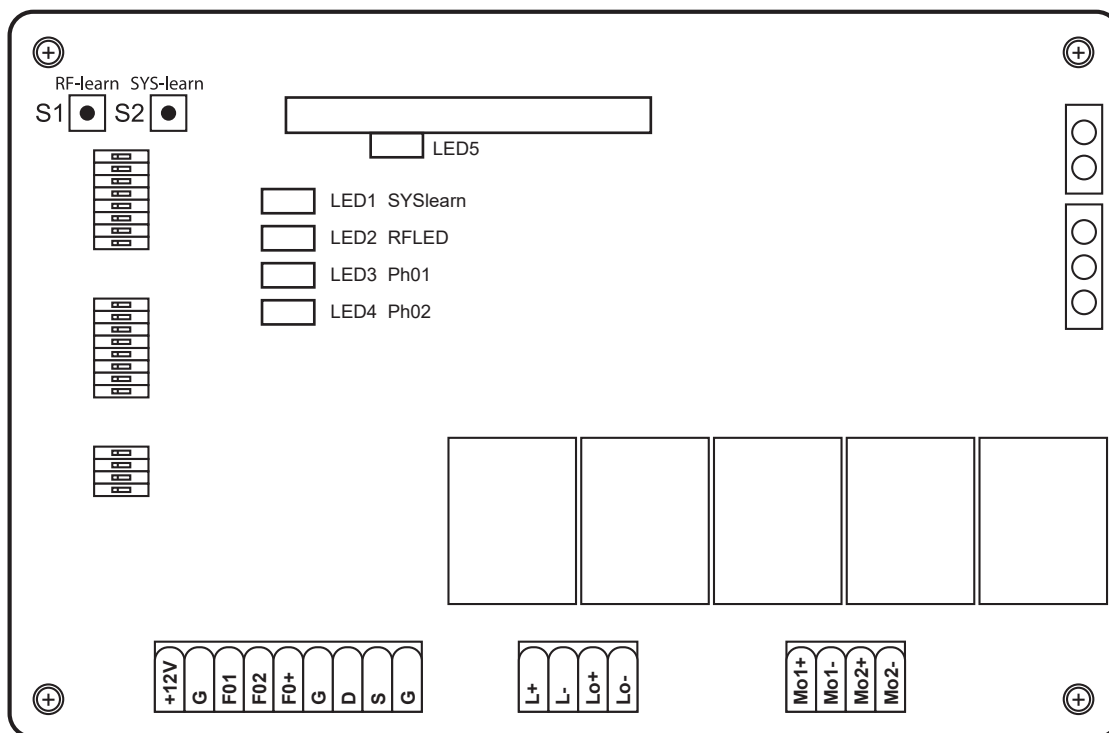 RF-learn SYS-learn
S1 S2
LED5
LED1 SYSlearn
LED2 RFLED
LED3 Ph01
LED4 Ph02
+12V G F01 F02 F0+ G D S G
L+ L- Lo+ Lo-
Mo1+ Mo1- Mo2+ Mo2-